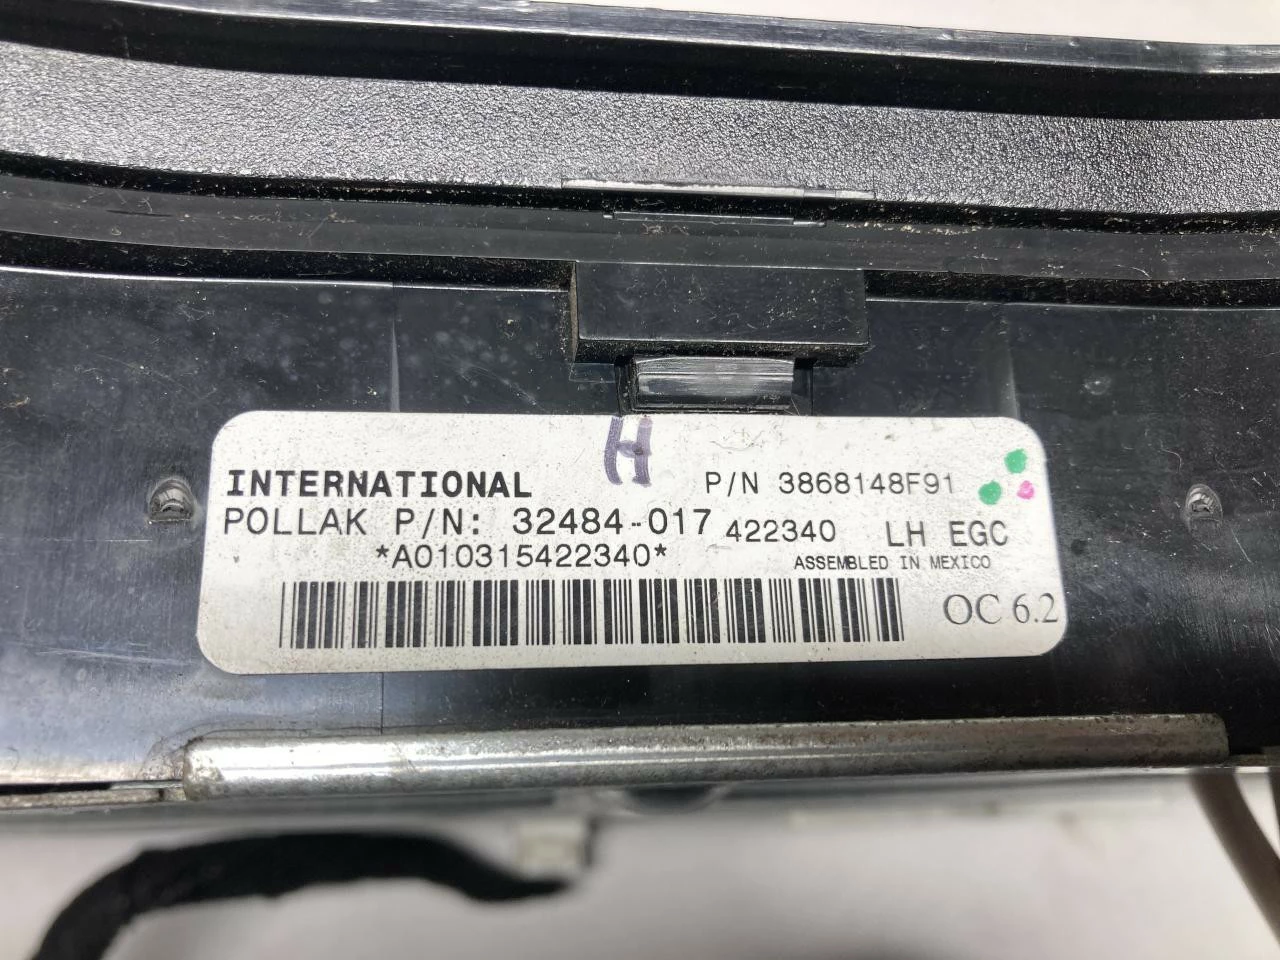 H
INTERNATIONAL P/N 3868148F91
POLLAK P/N: 32484-017 422340 LH EGC
*A010315422340* ASSEMBLED IN MEXICO
OC 6.2